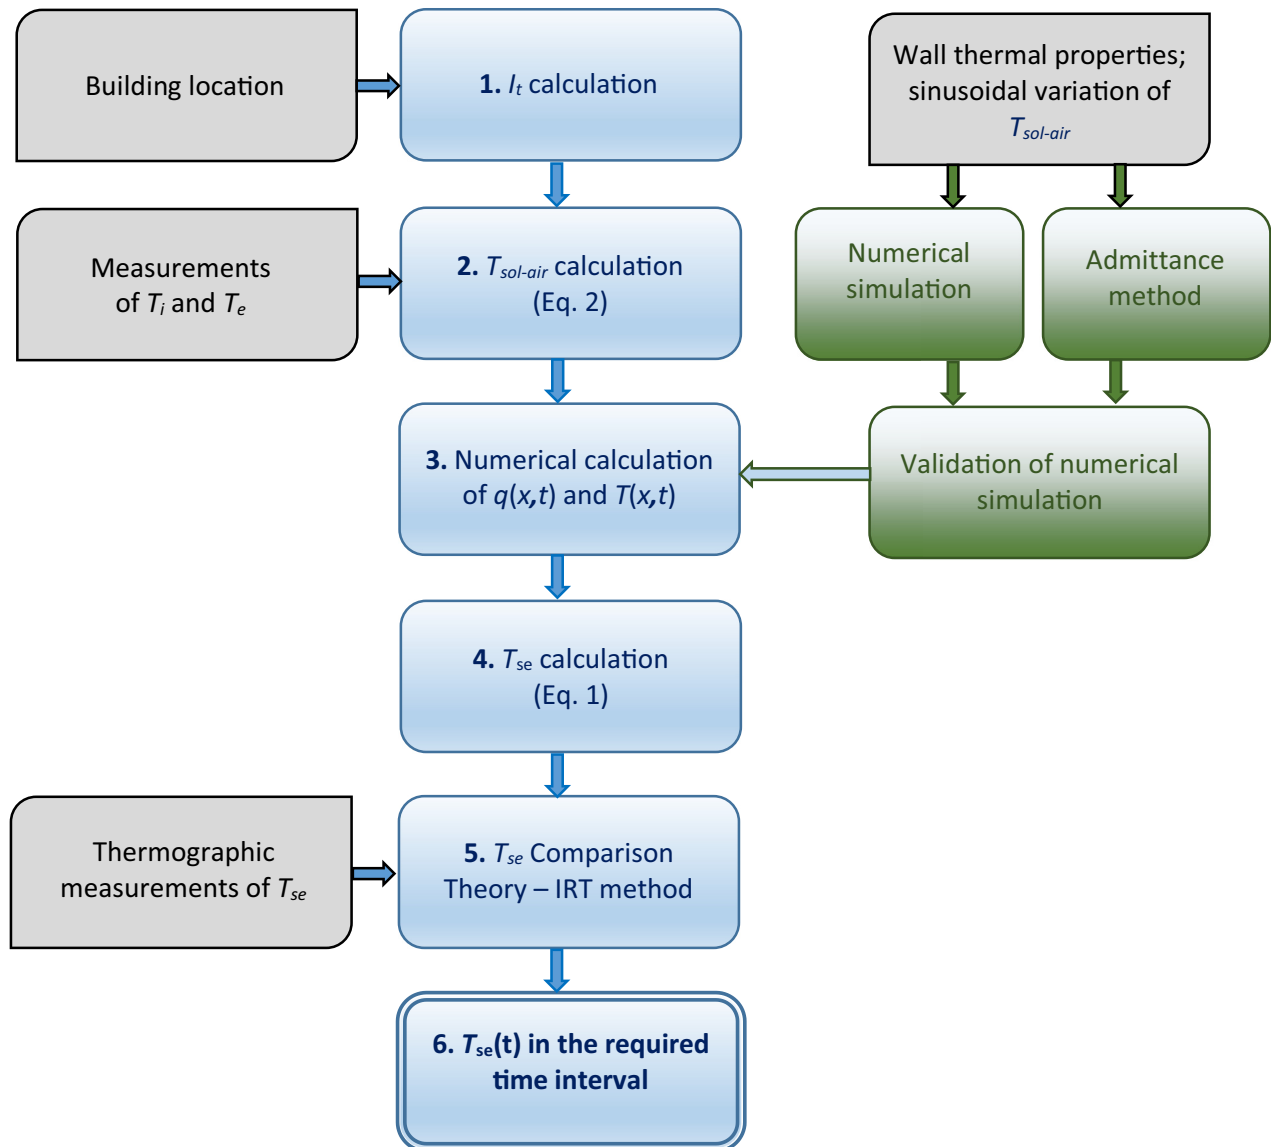 Building location
1. It calculation
Wall thermal properties;
sinusoidal variation of
Tsol-air
Measurements
of Ti and Te
2. Tsol-air calculation
(Eq. 2)
Numerical
simulation
Admittance
method
3. Numerical calculation
of q(x,t) and T(x,t)
Validation of numerical
simulation
4. Tse calculation
(Eq. 1)
Thermographic
measurements of Tse
5. Tse Comparison
Theory – IRT method
6. Tse(t) in the required
time interval